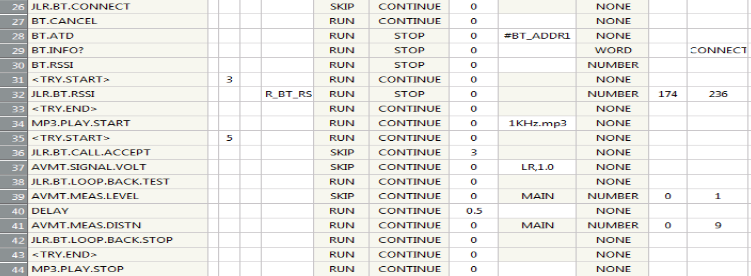 26 JLR.BT.CONNECT SKIP CONTINUE 0 NONE
27 BT.CANCEL RUN CONTINUE 0 NONE
28 BT.ATD RUN STOP 0 #BT_ADDR1 NONE
29 BT.INFO? RUN STOP 0 WORD CONNECT
30 BT.RSSI RUN STOP 0 NUMBER
31 <TRY.START> 3 RUN CONTINUE 0 NONE
32 JLR.BT.RSSI R_BT_RS RUN STOP 0 NUMBER 174 236
33 <TRY.END> RUN CONTINUE 0 NONE
34 MP3.PLAY.START RUN CONTINUE 0 1KHz.mp3 NONE
35 <TRY.START> 5 RUN CONTINUE 0 NONE
36 JLR.BT.CALL.ACCEPT SKIP CONTINUE 3 NONE
37 AVMT.SIGNAL.VOLT SKIP CONTINUE 0 LR,1.0 NONE
38 JLR.BT.LOOP.BACK.TEST RUN CONTINUE 0 NONE
39 AVMT.MEAS.LEVEL SKIP CONTINUE 0 MAIN NUMBER 0 1
40 DELAY RUN CONTINUE 0.5 NONE
41 AVMT.MEAS.DISTN RUN CONTINUE 0 MAIN NUMBER 0 9
42 JLR.BT.LOOP.BACK.STOP RUN CONTINUE 0 NONE
43 <TRY.END> RUN CONTINUE 0 NONE
44 MP3.PLAY.STOP RUN CONTINUE 0 NONE